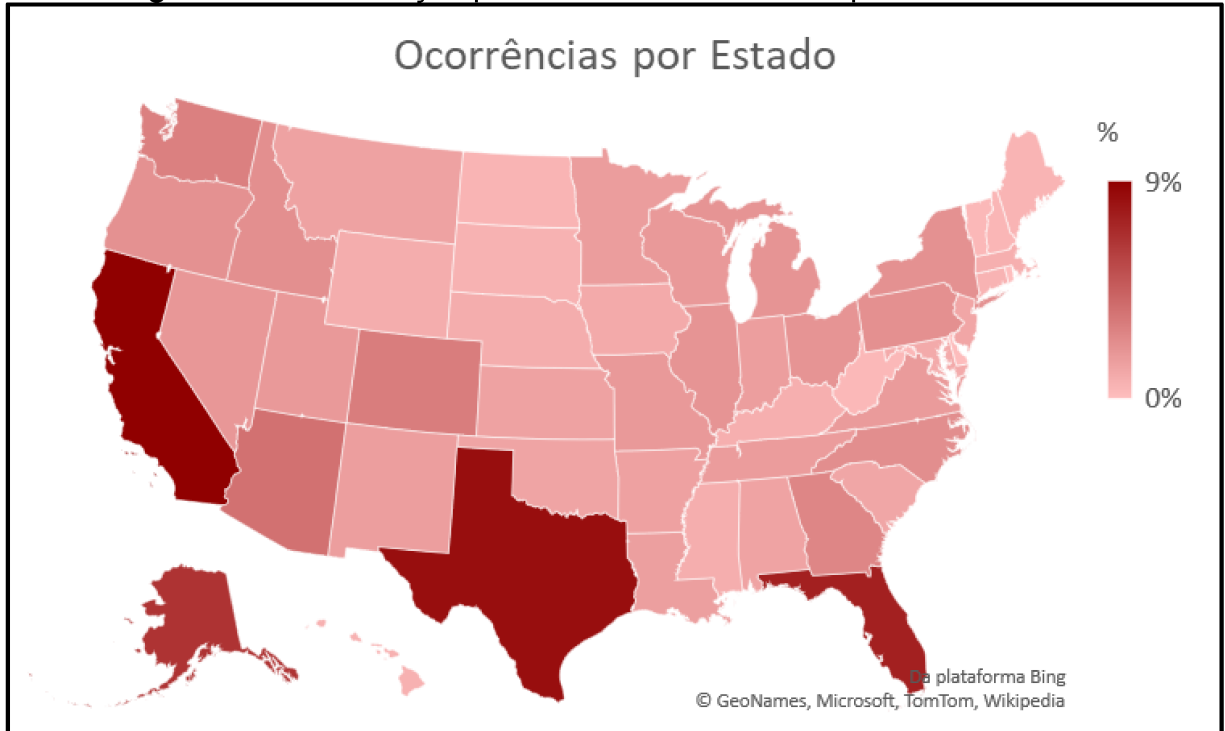 Ocorrências por Estado
%
9%
0%
Da plataforma Bing
© GeoNames, Microsoft, TomTom, Wikipedia